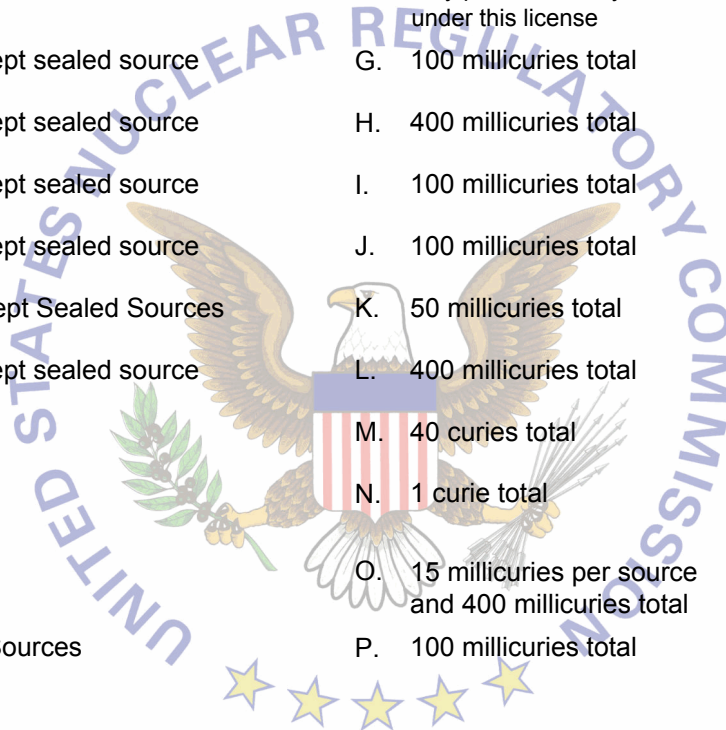 under this license
ept sealed source G. 100 millicuries total
ept sealed source H. 400 millicuries total
ept sealed source I. 100 millicuries total
ept sealed source J. 100 millicuries total
ept Sealed Sources K. 50 millicuries total
ept sealed source L. 400 millicuries total
M. 40 curies total
N. 1 curie total
O. 15 millicuries per source
and 400 millicuries total
ources P. 100 millicuries total
UNITED STATES NUCLEAR REGULATORY COMMISSION